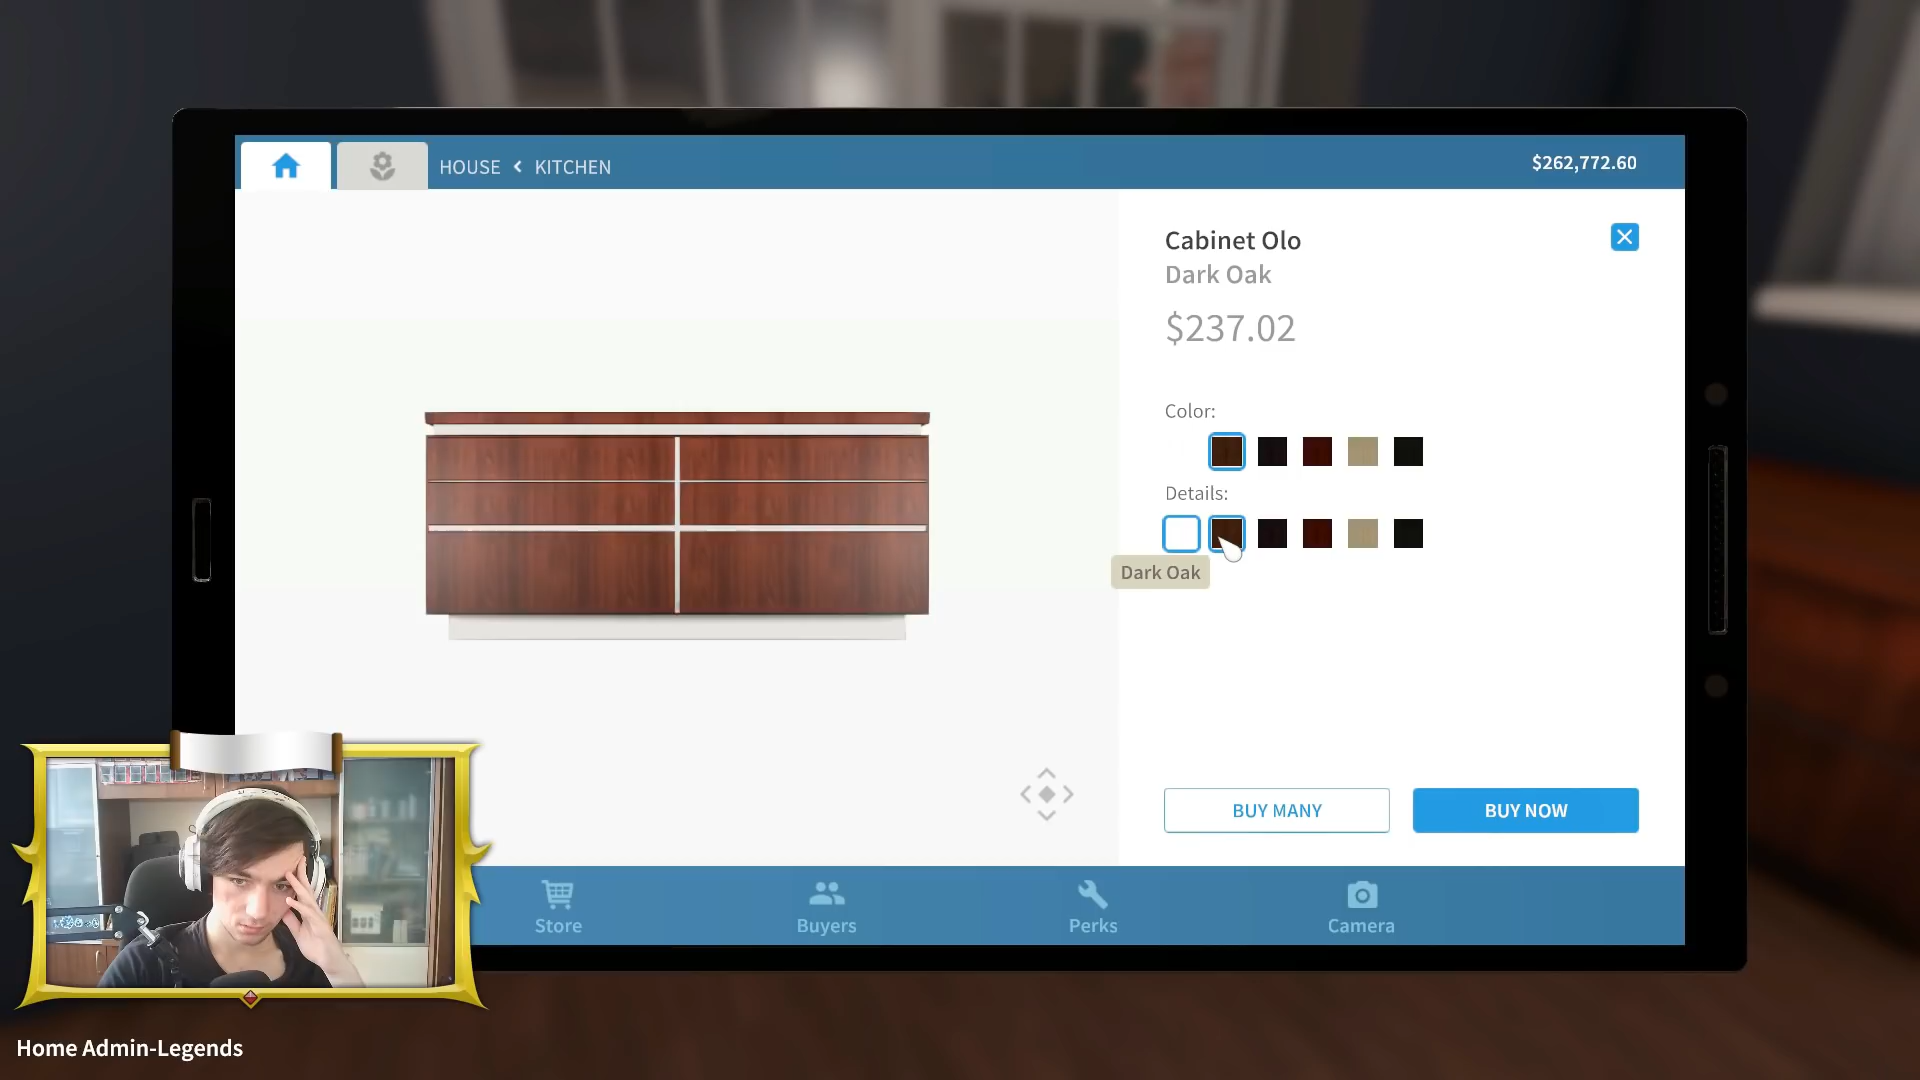 HOUSE < KITCHEN
$262,772.60
Cabinet Olo
Dark Oak
$237.02
Color:
Details:
Dark Oak
BUY MANY
BUY NOW
Store
Buyers
Perks
Camera
Home Admin-Legends